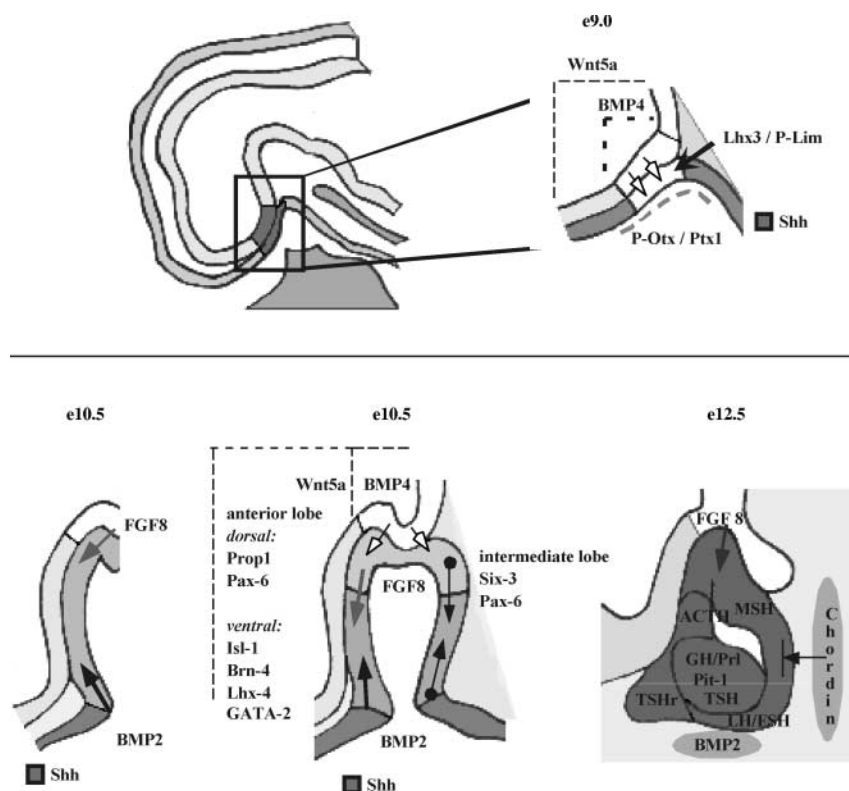 e9.0
Wnt5a
BMP4
Lhx3 / P-Lim
Shh
P-Otx / Ptx1
e10.5
FGF8
BMP2
Shh
e10.5
Wnt5a
BMP4
anterior lobe
dorsal:
Prop1
Pax-6
ventral:
Isl-1
Brn-4
Lhx-4
GATA-2
FGF8
intermediate lobe
Six-3
Pax-6
BMP2
Shh
e12.5
FGF 8
MSH
ACTH
GH/Prl
Pit-1
TSH
TSHr
LH/FSH
BMP2
Chordin